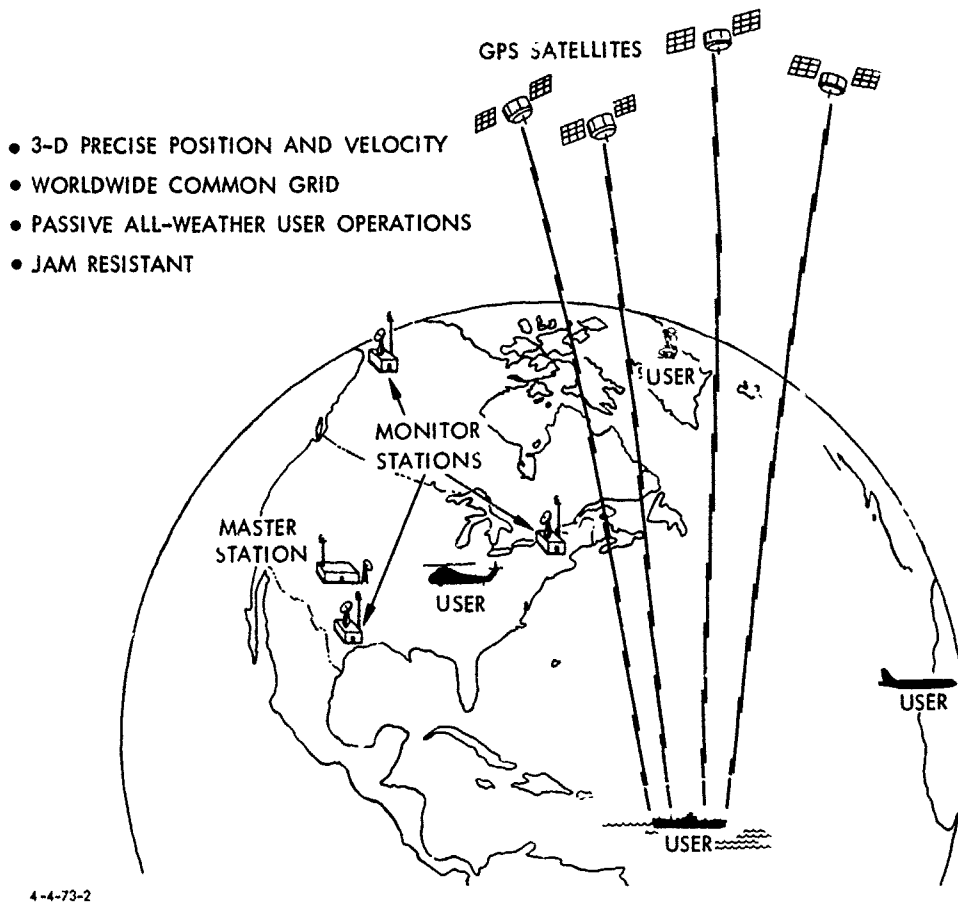 GPS SATELLITES
• 3-D PRECISE POSITION AND VELOCITY
• WORLDWIDE COMMON GRID
• PASSIVE ALL-WEATHER USER OPERATIONS
• JAM RESISTANT
USER
MONITOR
STATIONS
MASTER
STATION
USER
USER
USER
4-4-73-2